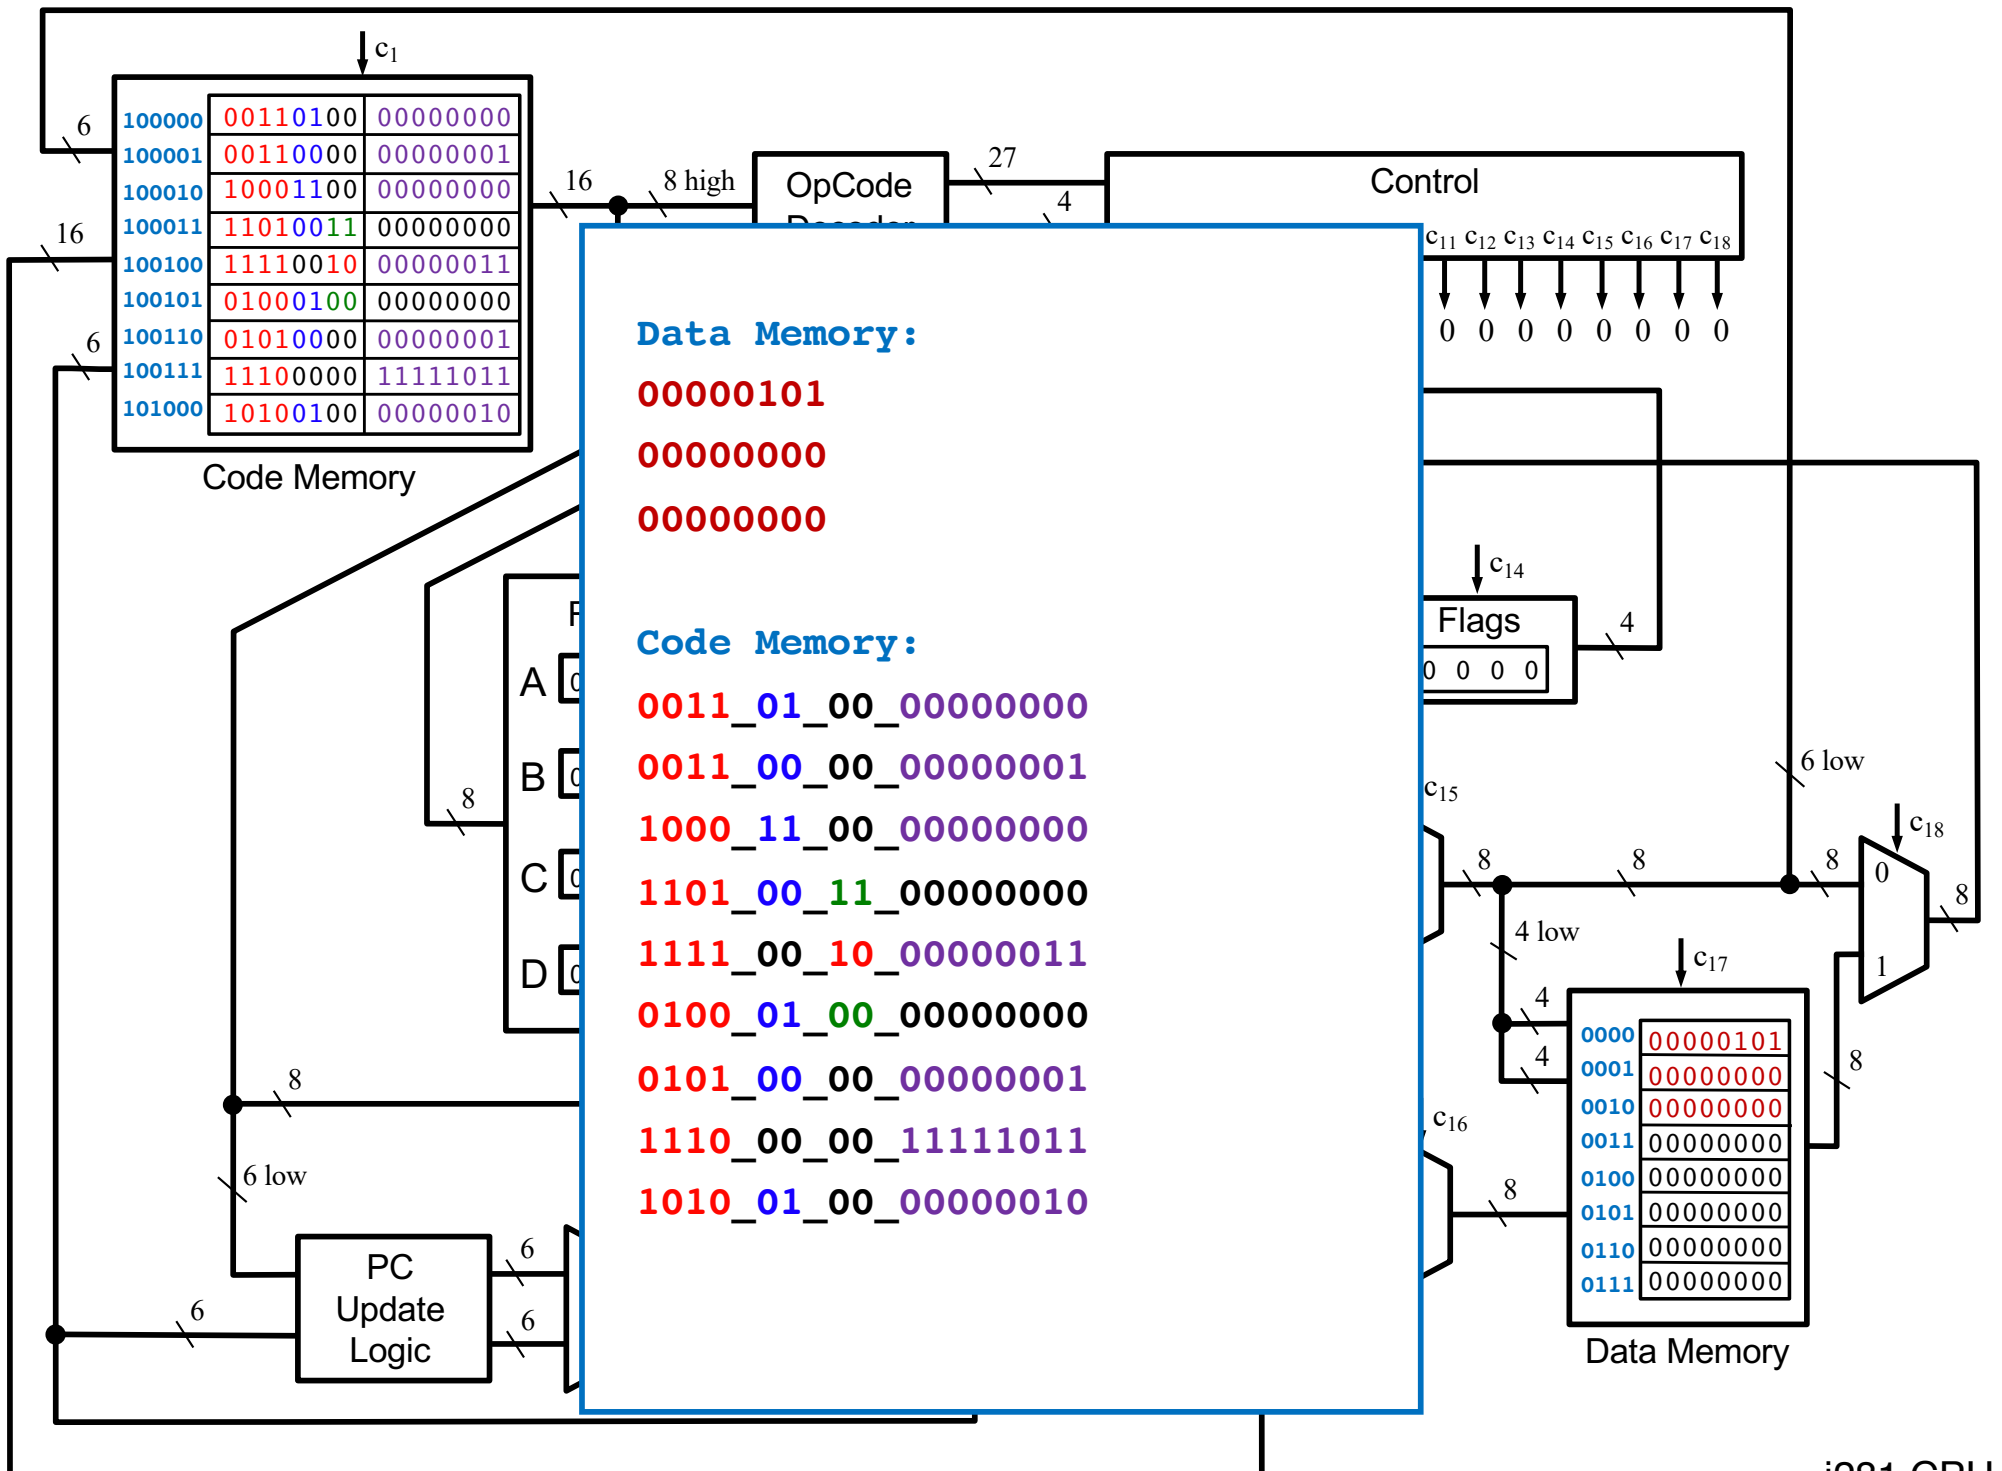 c1
100000 00110100 00000000
100001 00110000 00000001
100010 10001100 00000000
100011 11010011 00000000
100100 11110010 00000011
100101 01000100 00000000
100110 01010000 00000001
100111 11100000 11111011
101000 10100100 00000010
Code Memory
6
16
6
16
8 high
OpCode
27
4
Control
c11 c12 c13 c14 c15 c16 c17 c18
0 0 0 0 0 0 0 0
Data Memory:
00000101
00000000
00000000
Code Memory:
0011_01_00_00000000
0011_00_00_00000001
1000_11_00_00000000
1101_00_11_00000000
1111_00_10_00000011
0100_01_00_00000000
0101_00_00_00000001
1110_00_00_11111011
1010_01_00_00000010
A
B
C
D
8
8
6 low
PC
Update
Logic
6
6
6
c14
Flags
0 0 0 0
4
c15
6 low
8
8
8
c18
0
1
8
4 low
4
4
c17
c16
8
8
0000 00000101
0001 00000000
0010 00000000
0011 00000000
0100 00000000
0101 00000000
0110 00000000
0111 00000000
Data Memory